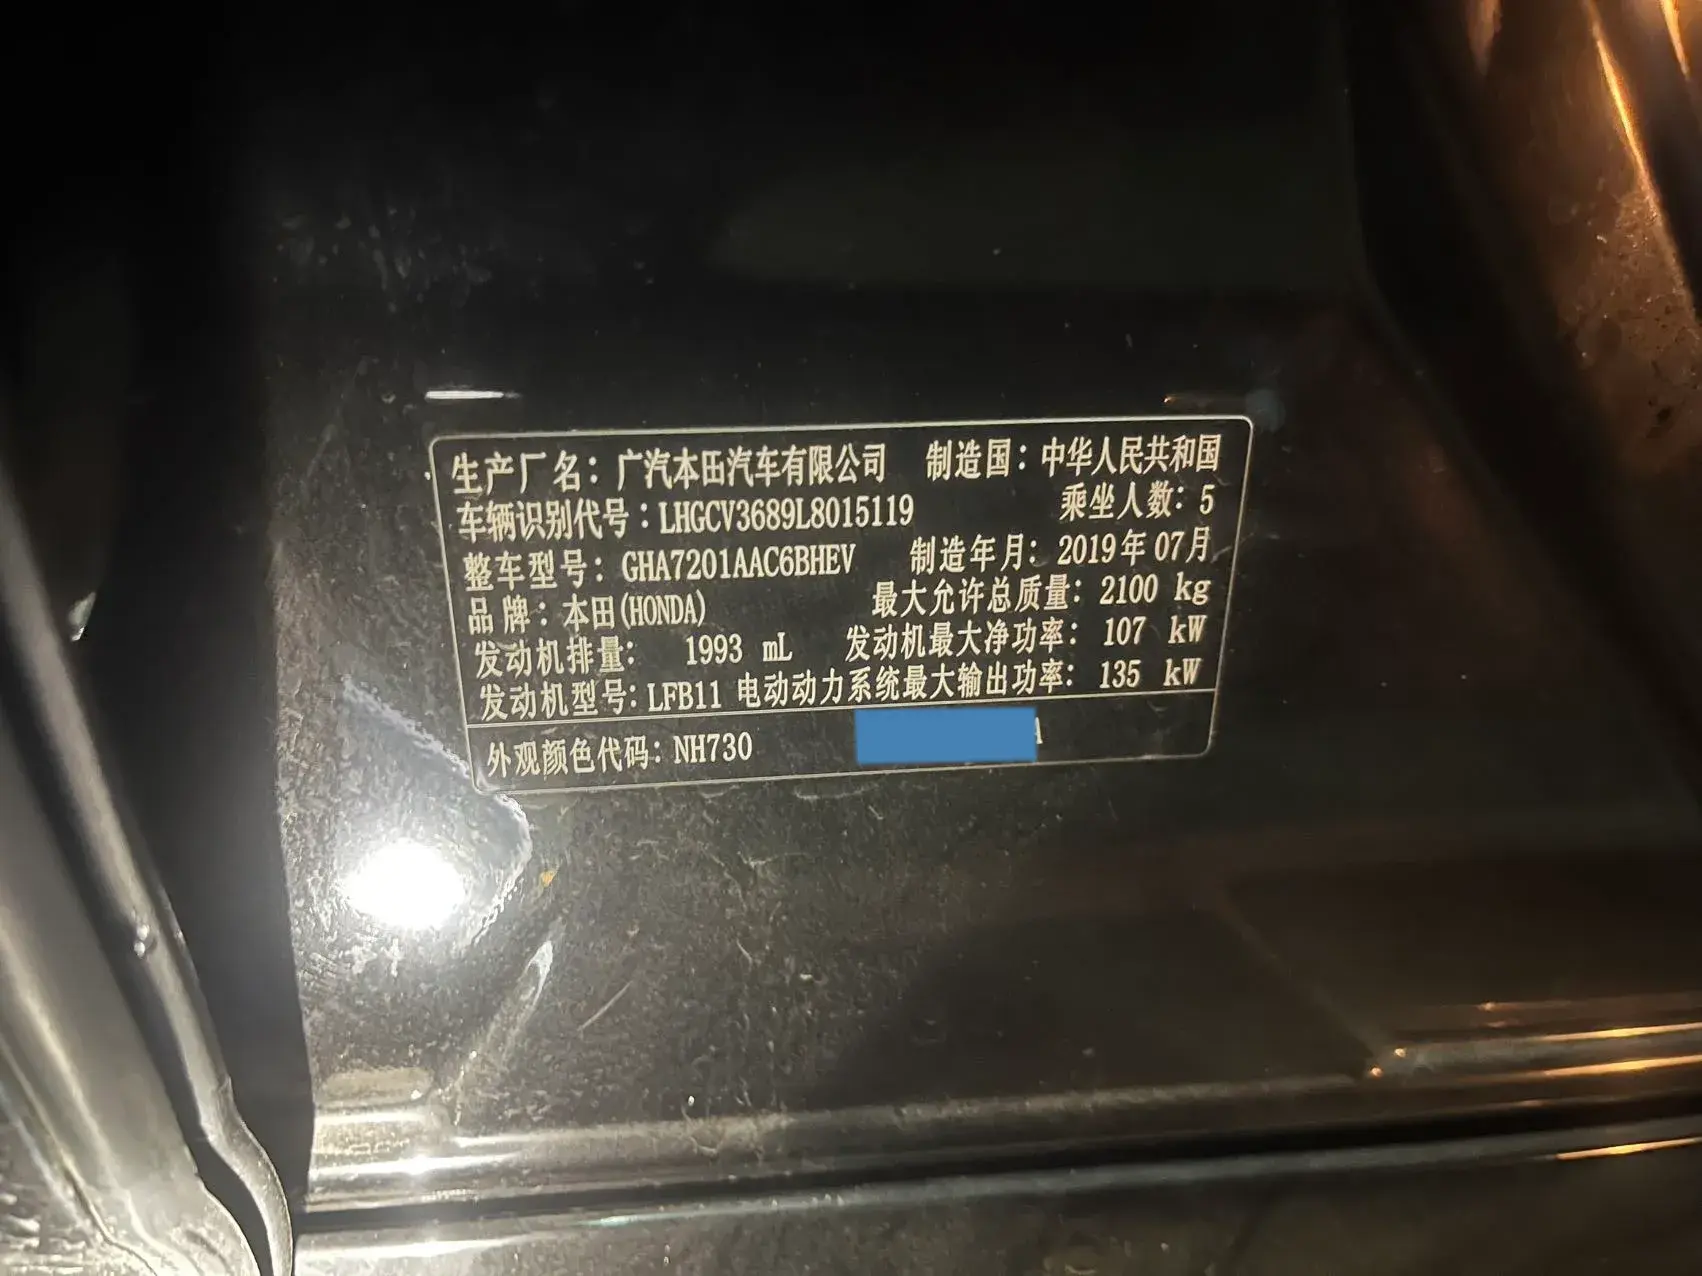 生产厂名：广汽本田汽车有限公司 制造国：中华人民共和国
车辆识别代号：LHGCV3689L8015119 乘坐人数：5
整车型号：GHA7201AAC6BHEV 制造年月：2019年07月
品牌：本田(HONDA) 最大允许总质量：2100 kg
发动机排量： 1993 mL 发动机最大净功率：107 kW
发动机型号：LFB11 电动动力系统最大输出功率：135 kW
外观颜色代码：NH730